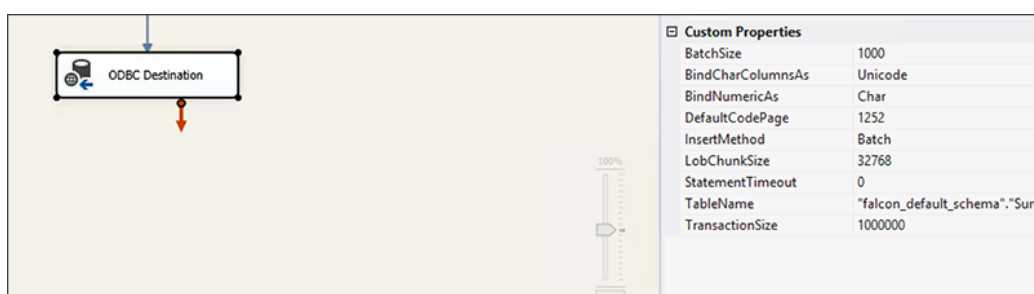 ODBC Destination
100%
Custom Properties
BatchSize 1000
BindCharColumnsAs Unicode
BindNumericAs Char
DefaultCodePage 1252
InsertMethod Batch
LobChunkSize 32768
StatementTimeout 0
TableName "falcon_default_schema"."Sur
TransactionSize 1000000